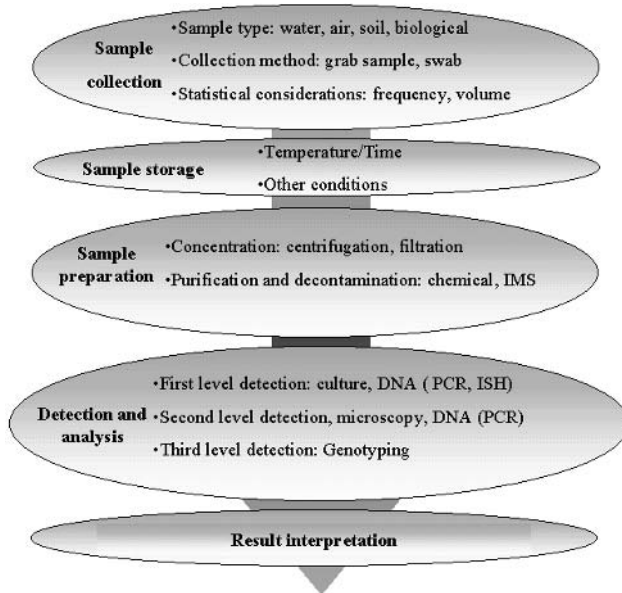 Sample
collection
•Sample type: water, air, soil, biological
•Collection method: grab sample, swab
•Statistical considerations: frequency, volume
Sample storage
•Temperature/Time
•Other conditions
Sample
preparation
•Concentration: centrifugation, filtration
•Purification and decontamination: chemical, IMS
Detection and
analysis
•First level detection: culture, DNA ( PCR, ISH)
•Second level detection, microscopy, DNA (PCR)
•Third level detection: Genotyping
Result interpretation